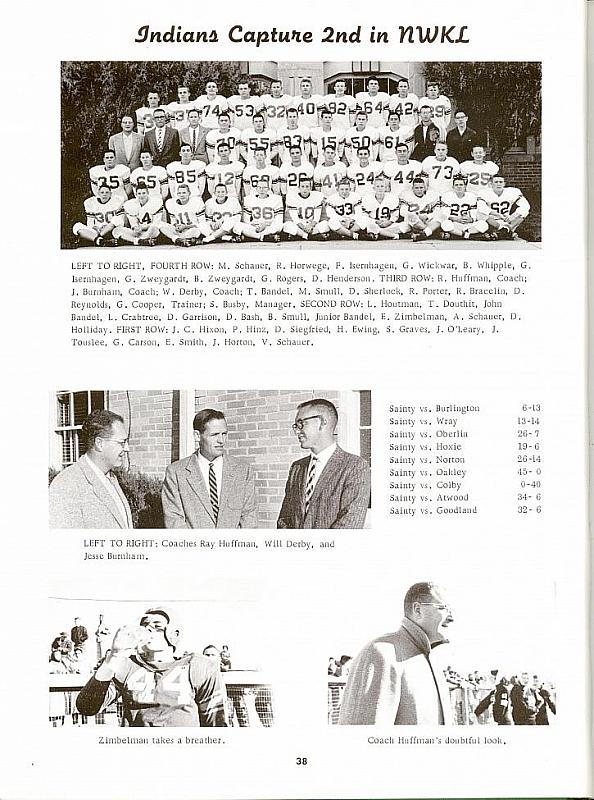 Indians Capture 2nd in NWKL
LEFT TO RIGHT, FOURTH ROW: M. Schauer, R. Horwege, F. Isernhagen, G. Wickwar, B. Whipple, G.
Isernhagen, G. Zweygardt, B. Zweygardt, G. Rogers, D. Henderson. THIRD ROW: R. Huffman, Coach;
J. Burnham, Coach; W. Derby, Coach; T. Bandel, M. Smull, D. Sherlock, R. Porter, R. Bracelin, D.
Reynolds, G. Cooper, Trainer; S. Busby, Manager. SECOND ROW: L. Houtman, T. Douthit, John
Bandel, L. Crabtree, D. Garrison, D. Bash, B. Smull, Junior Bandel, E. Zimbelman, A. Schauer, D.
Holliday. FIRST ROW: J. C. Hixon, P. Hinz, D. Siegfried, H. Ewing, S. Graves, J. O'Leary, J.
Touslee, G. Carson, E. Smith, J. Horton, V. Schauer.
Sainty vs. Burlington 6-13
Sainty vs. Wray 13-14
Sainty vs. Oberlin 26-7
Sainty vs. Hoxie 19-6
Sainty vs. Norton 26-14
Sainty vs. Oakley 45-0
Sainty vs. Colby 0-40
Sainty vs. Atwood 34-6
Sainty vs. Goodland 32-6
LEFT TO RIGHT: Coaches Ray Huffman, Will Derby, and
Jesse Burnham.
44
Zimbelman takes a breather.
Coach Huffman's doubtful look.
38